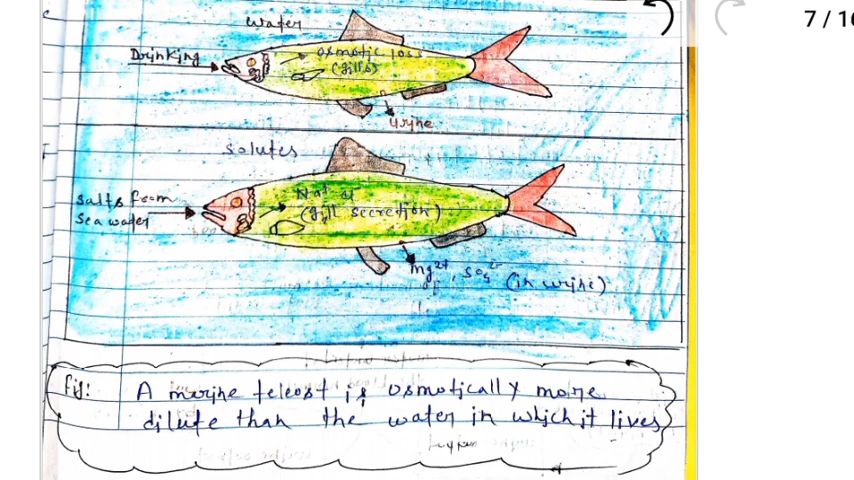 7 / 16
water
Drinking
osmotic loss
(gills)
urine
solutes
salts from
sea water
Na+ cl-
(gill secretion)
Mg2+, SO4 2-
(in urine)
fig:
A marine teleost is osmotically more
dilute than the water in which it lives